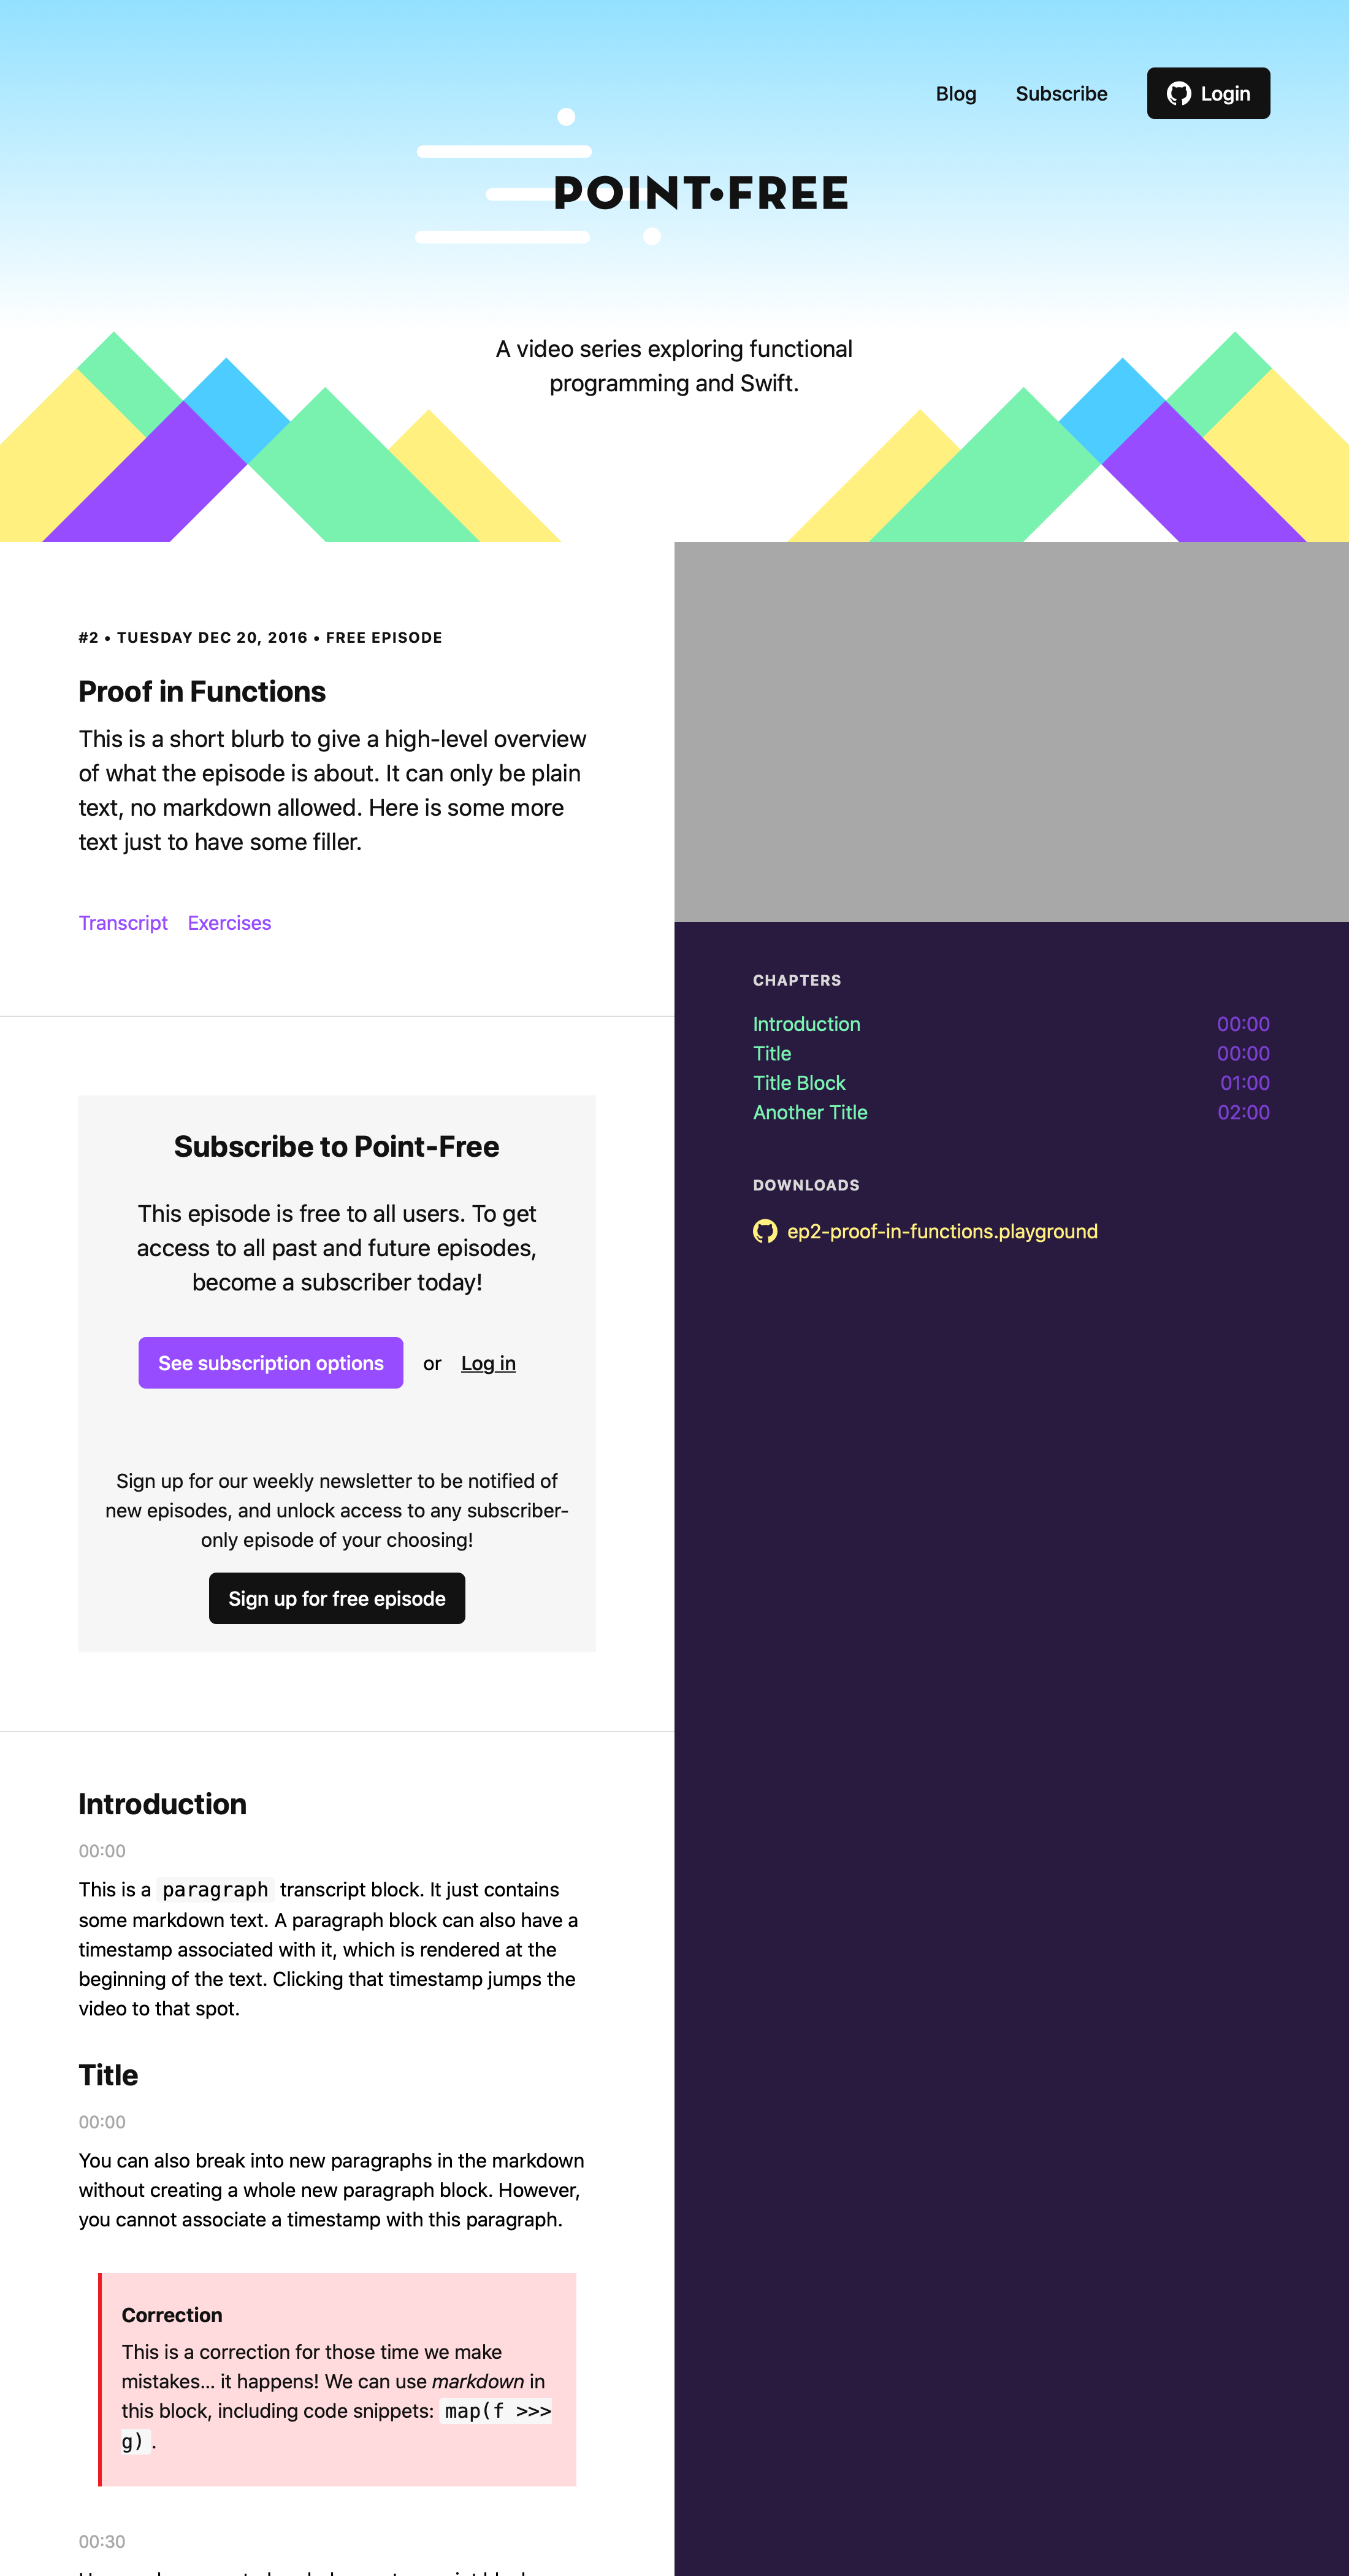 Blog
Subscribe
Login
POINT•FREE
A video series exploring functional
programming and Swift.
#2 • TUESDAY DEC 20, 2016 • FREE EPISODE
Proof in Functions
This is a short blurb to give a high-level overview
of what the episode is about. It can only be plain
text, no markdown allowed. Here is some more
text just to have some filler.
Transcript Exercises
Subscribe to Point-Free
This episode is free to all users. To get
access to all past and future episodes,
become a subscriber today!
See subscription options or Log in
Sign up for our weekly newsletter to be notified of
new episodes, and unlock access to any subscriber-
only episode of your choosing!
Sign up for free episode
Introduction
00:00
This is a paragraph transcript block. It just contains
some markdown text. A paragraph block can also have a
timestamp associated with it, which is rendered at the
beginning of the text. Clicking that timestamp jumps the
video to that spot.
Title
00:00
You can also break into new paragraphs in the markdown
without creating a whole new paragraph block. However,
you cannot associate a timestamp with this paragraph.
Correction
This is a correction for those time we make
mistakes… it happens! We can use markdown in
this block, including code snippets: map(f >>>
g).
00:30
CHAPTERS
Introduction 00:00
Title 00:00
Title Block 01:00
Another Title 02:00
DOWNLOADS
ep2-proof-in-functions.playground